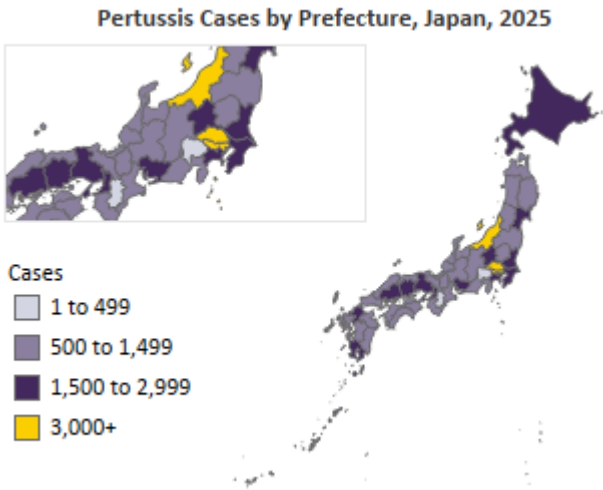 Pertussis Cases by Prefecture, Japan, 2025
Cases
1 to 499
500 to 1,499
1,500 to 2,999
3,000+